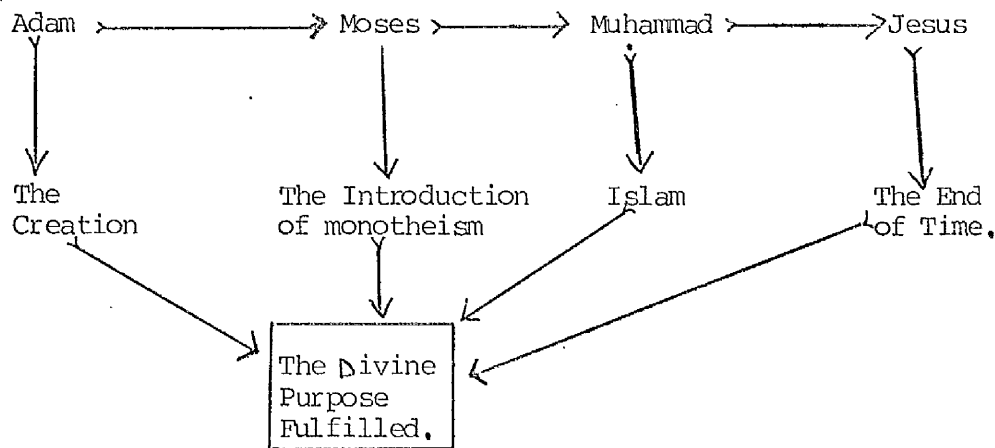 Adam Moses Muhammad Jesus
The
Creation
The Introduction
of monotheism
Islam
The End
of Time.
The Divine
Purpose
Fulfilled.